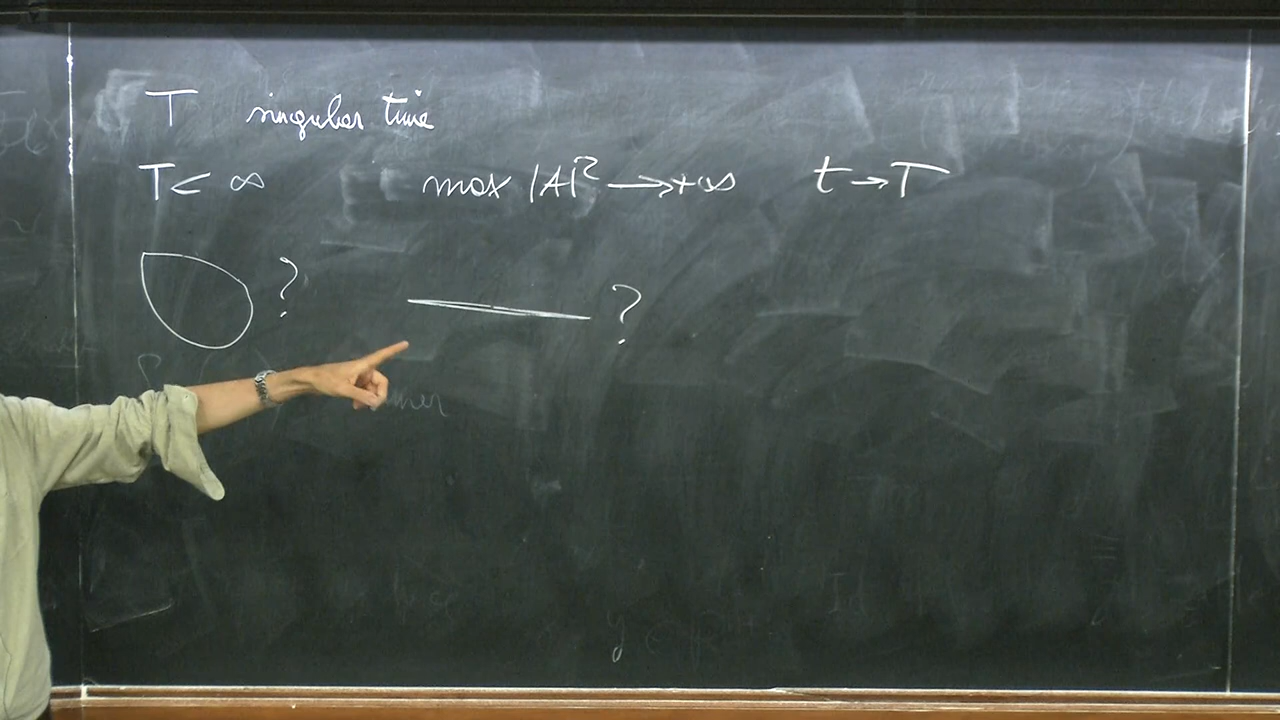 T singular time
T < ∞ max |A|² → +∞ t → T
? ?